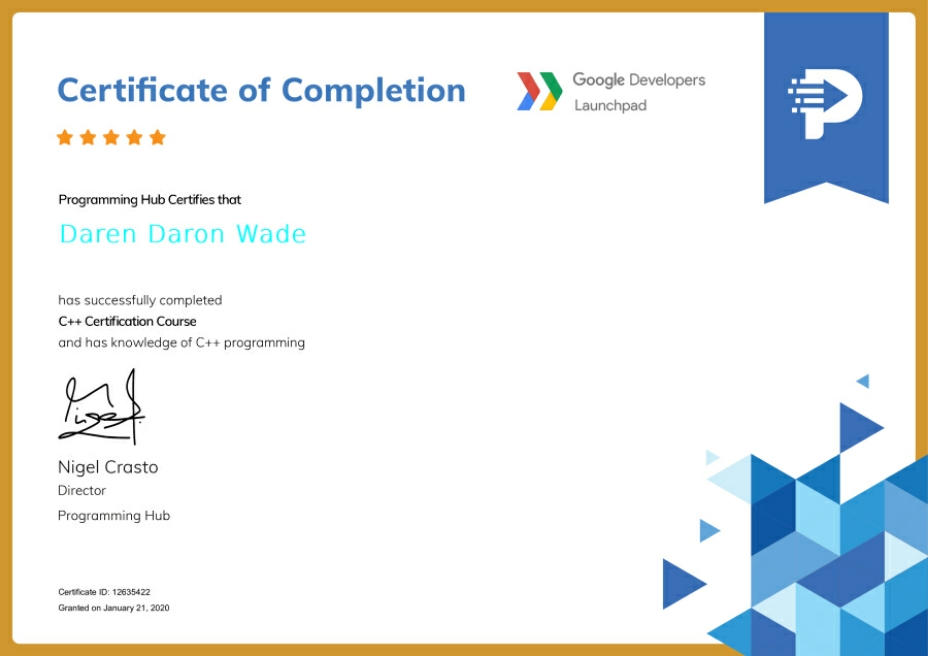 Certificate of Completion
Google Developers
Launchpad
Programming Hub Certifies that
Daren Daron Wade
has successfully completed
C++ Certification Course
and has knowledge of C++ programming
Nigel Crasto
Director
Programming Hub
Certificate ID: 12635422
Granted on January 21, 2020